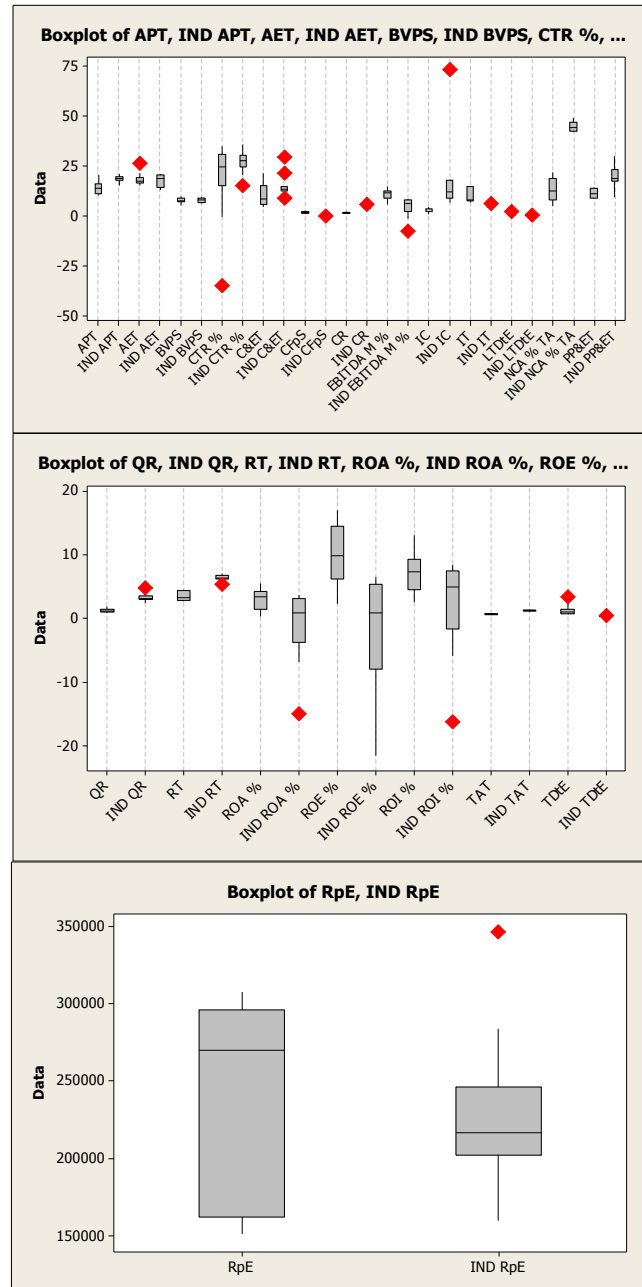 Boxplot of APT, IND APT, AET, IND AET, BVPS, IND BVPS, CTR %, ...
75
50
25
0
-25
-50
Data
APT
IND APT
AET
IND AET
BVPS
IND BVPS
CTR %
IND CTR %
C&ET
IND C&ET
CFpS
IND CFpS
CR
IND CR
EBITDA M %
IND EBITDA M %
IC
IND IC
IT
IND IT
LTDtE
IND LTDtE
NCA % TA
IND NCA % TA
PP&ET
IND PP&ET
Boxplot of QR, IND QR, RT, IND RT, ROA %, IND ROA %, ROE %, ...
20
10
0
-10
-20
Data
QR
IND QR
RT
IND RT
ROA %
IND ROA %
ROE %
IND ROE %
ROI %
IND ROI %
TAT
IND TAT
TDtE
IND TDtE
Boxplot of RpE, IND RpE
350000
300000
250000
200000
150000
Data
RpE
IND RpE